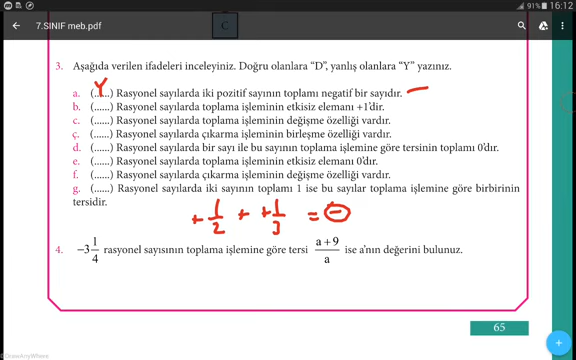 91% 16:12
7.SINIF meb.pdf
C
3. Aşağıda verilen ifadeleri inceleyiniz. Doğru olanlara “D”, yanlış olanlara “Y” yazınız.
Y
a. (......) Rasyonel sayılarda iki pozitif sayının toplamı negatif bir sayıdır. —
b. (......) Rasyonel sayılarda toplama işleminin etkisiz elemanı +1’dir.
c. (......) Rasyonel sayılarda toplama işleminin değişme özelliği vardır.
ç. (......) Rasyonel sayılarda çıkarma işleminin birleşme özelliği vardır.
d. (......) Rasyonel sayılarda bir sayı ile bu sayının toplama işlemine göre tersinin toplamı 0’dır.
e. (......) Rasyonel sayılarda toplama işleminin etkisiz elemanı 0’dır.
f. (......) Rasyonel sayılarda çıkarma işleminin değişme özelliği vardır.
g. (......) Rasyonel sayılarda iki sayının toplamı 1 ise bu sayılar toplama işlemine göre birbirinin
tersidir.
+ 1/2 + +1/3 = −
4. −3 1/4 rasyonel sayısının toplama işlemine göre tersi (a + 9)/a ise a’nın değerini bulunuz.
65
DrawAnyWhere